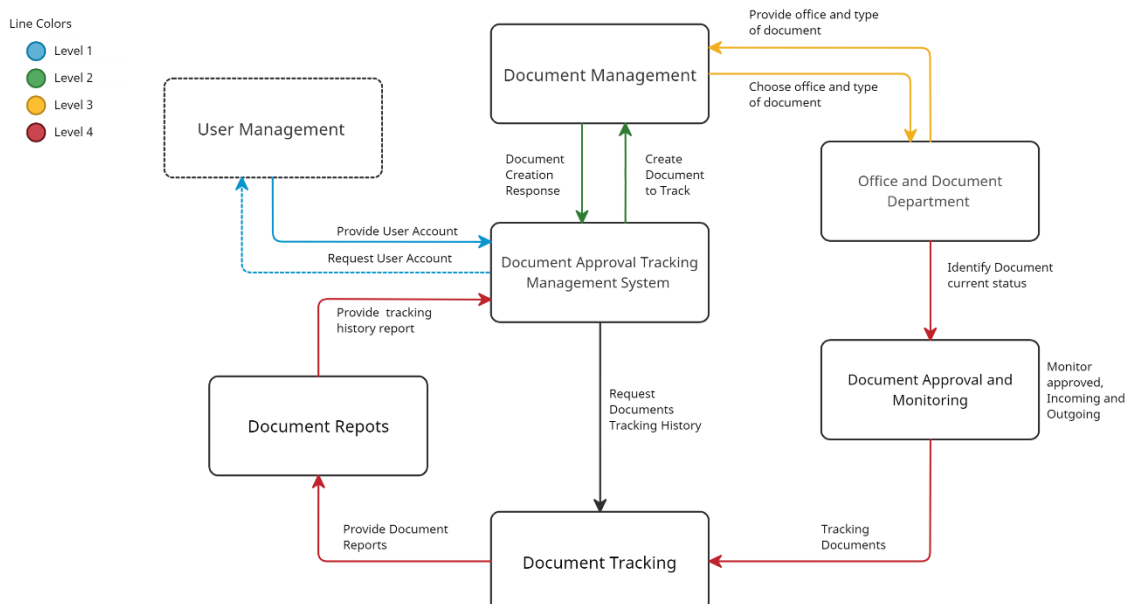 Line Colors
Level 1
Level 2
Level 3
Level 4
User Management
Document Management
Provide office and type
of document
Choose office and type
of document
Document
Creation
Response
Create
Document
to Track
Office and Document
Department
Provide User Account
Request User Account
Document Approval Tracking
Management System
Identify Document
current status
Provide tracking
history report
Document Approval and
Monitoring
Monitor
approved,
Incoming and
Outgoing
Document Repots
Request
Documents
Tracking History
Provide Document
Reports
Document Tracking
Tracking
Documents